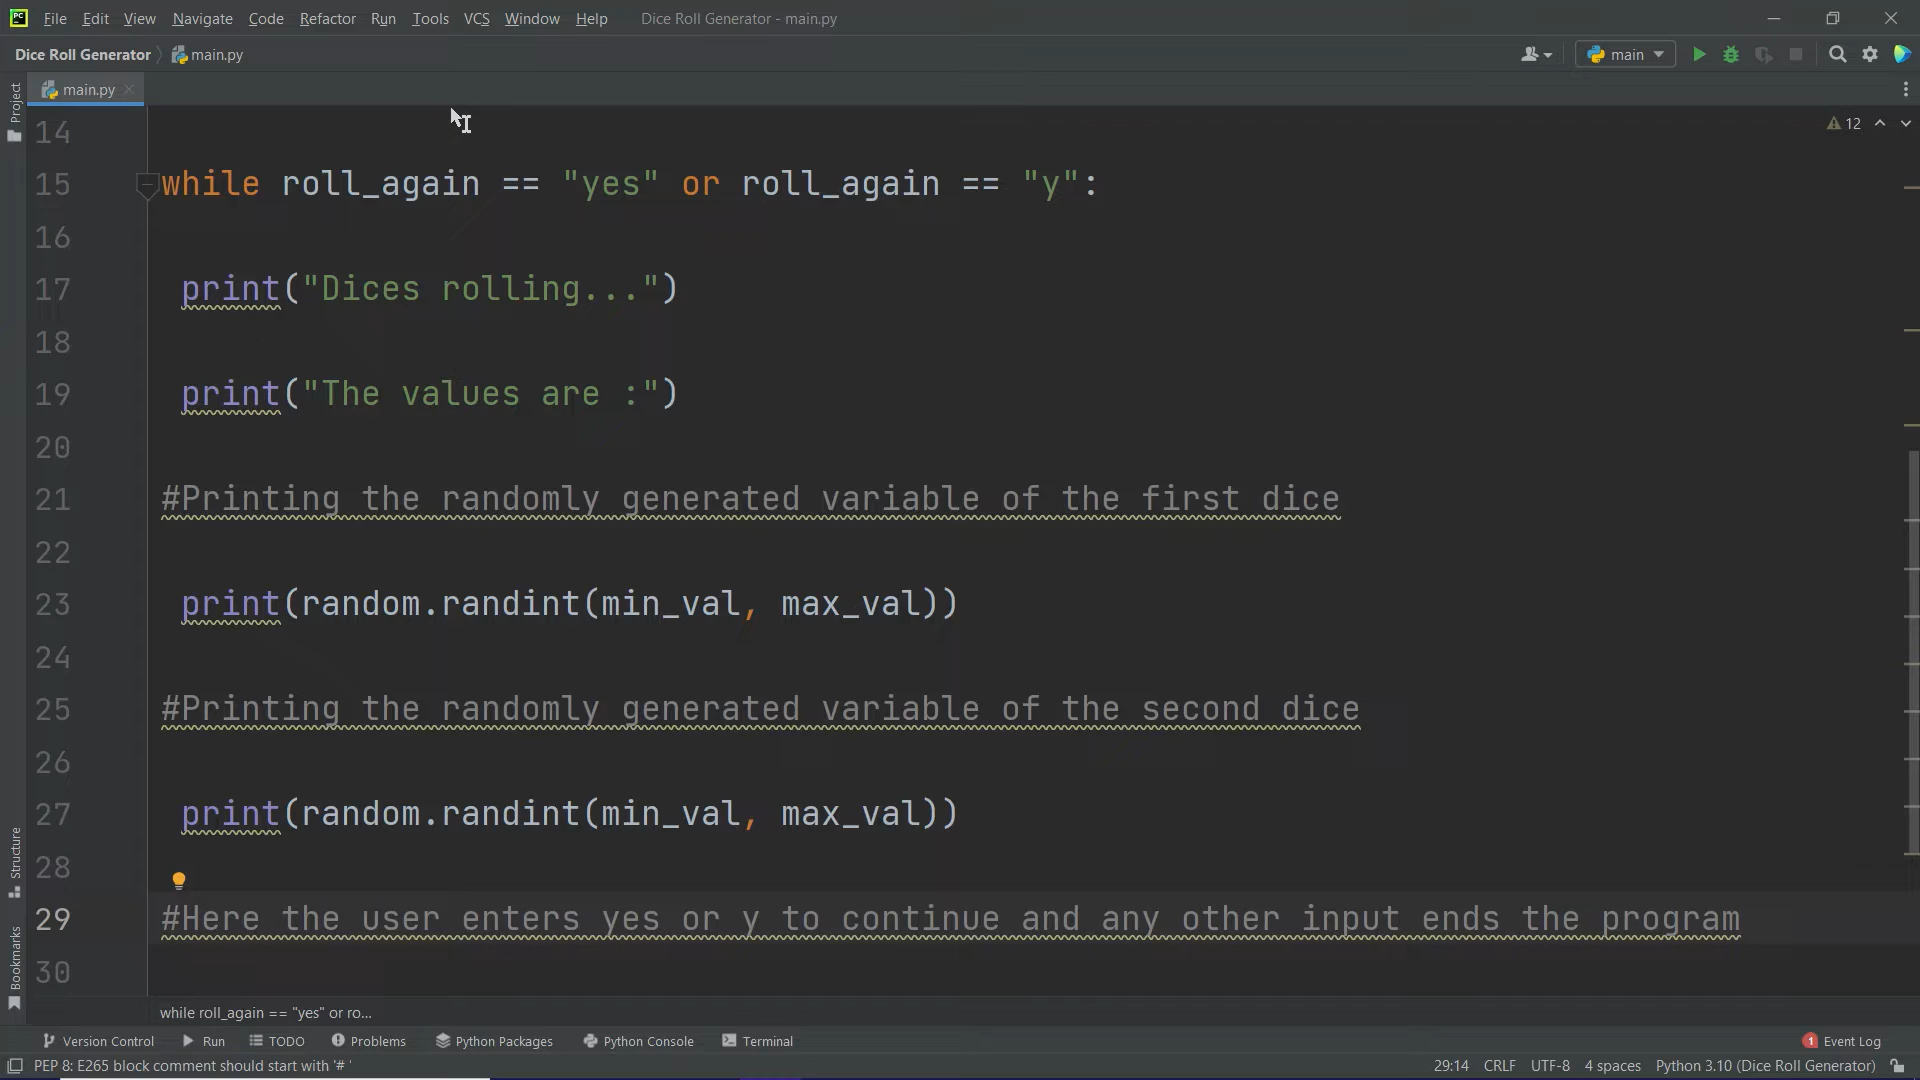 PC File Edit View Navigate Code Refactor Run Tools VCS Window Help Dice Roll Generator - main.py
Dice Roll Generator main.py main
Project main.py
14
12
15 while roll_again == "yes" or roll_again == "y":
16
17 print("Dices rolling...")
18
19 print("The values are :")
20
21 #Printing the randomly generated variable of the first dice
22
23 print(random.randint(min_val, max_val))
24
25 #Printing the randomly generated variable of the second dice
26
27 print(random.randint(min_val, max_val))
28
Structure
29 #Here the user enters yes or y to continue and any other input ends the program
Bookmarks
30
while roll_again == "yes" or ro...
Version Control Run TODO Problems Python Packages Python Console Terminal 1 Event Log
PEP 8: E265 block comment should start with '# ' 29:14 CRLF UTF-8 4 spaces Python 3.10 (Dice Roll Generator)